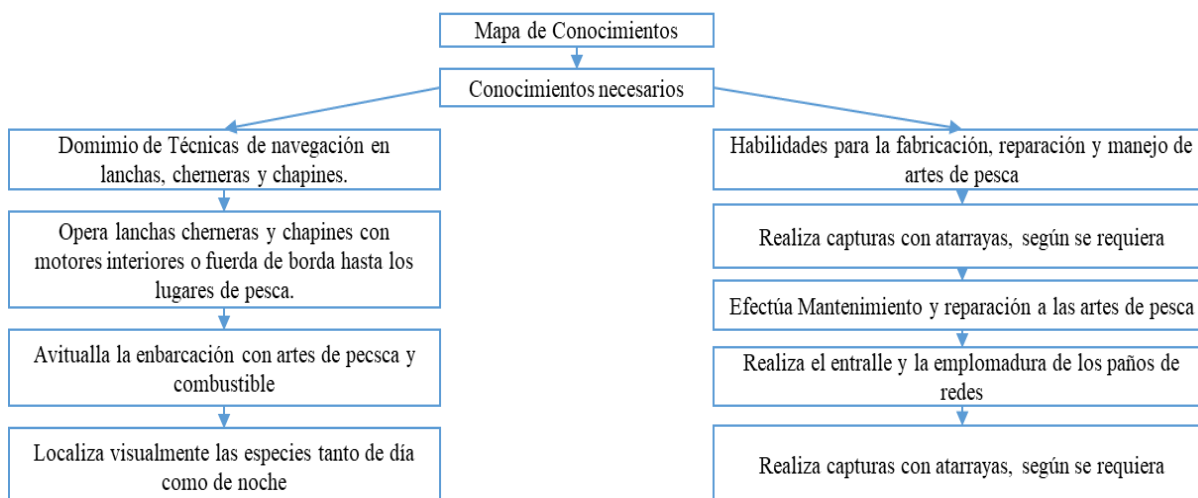 Mapa de Conocimientos
Conocimientos necesarios
Domimio de Técnicas de navegación en
lanchas, cherneras y chapines.
Opera lanchas cherneras y chapines con
motores interiores o fuerda de borda hasta los
lugares de pesca.
Avitualla la enbarcación con artes de pecsca y
combustible
Localiza visualmente las especies tanto de día
como de noche
Habilidades para la fabricación, reparación y manejo de
artes de pesca
Realiza capturas con atarrayas, según se requiera
Efectúa Mantenimiento y reparación a las artes de pesca
Realiza el entralle y la emplomadura de los paños de
redes
Realiza capturas con atarrayas, según se requiera